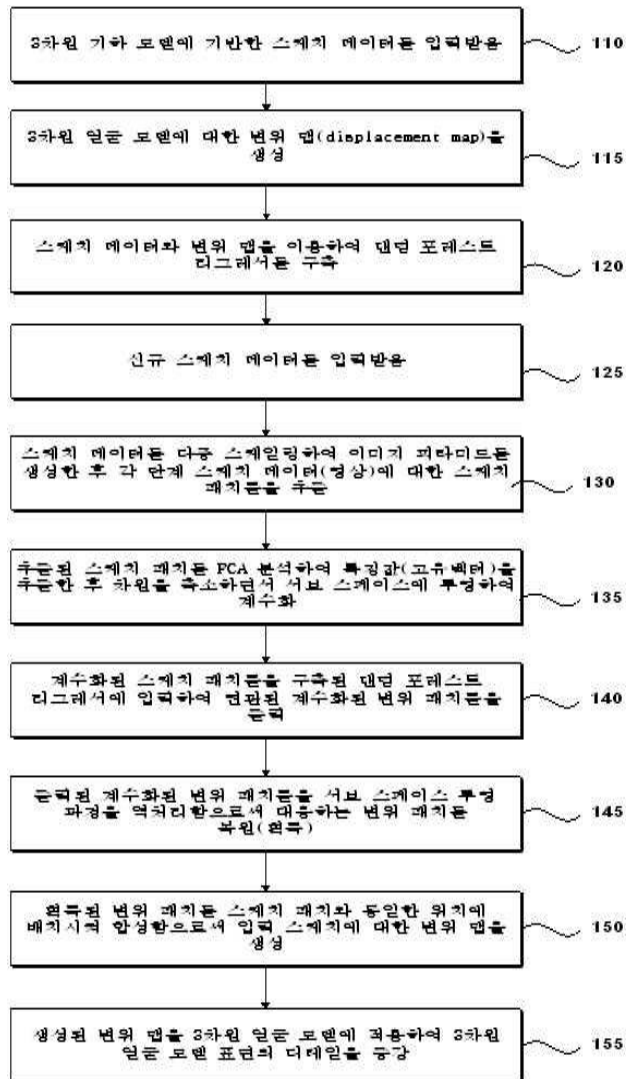 3차원 기하 모델에 기반한 스케치 데이터를 입력받음
110
3차원 얼굴 모델에 대한 변위 맵(displacement map)을
생성
115
스케치 데이터와 변위 맵을 이용하여 랜덤 포레스트
리그레서를 구축
120
신규 스케치 데이터를 입력받음
125
스케치 데이터를 다중 스케일링하여 이미지 피라미드를
생성한 후 각 단계 스케치 데이터(영상)에 대한 스케치
패치들을 추출
130
추출된 스케치 패치를 PCA 분석하여 특징값(고유벡터)을
추출한 후 차원을 축소하면서 서브 스페이스에 투영하여
계수화
135
계수화된 스케치 패치들을 구축된 랜덤 포레스트
리그레서에 입력하여 연관된 계수화된 변위 패치들을
출력
140
출력된 계수화된 변위 패치들을 서브 스페이스 투영
과정을 역처리함으로써 대응하는 변위 패치를
복원(획득)
145
획득된 변위 패치를 스케치 패치와 동일한 위치에
배치시켜 합성함으로써 입력 스케치에 대한 변위 맵을
생성
150
생성된 변위 맵을 3차원 얼굴 모델에 적용하여 3차원
얼굴 모델 표면의 디테일을 증강
155